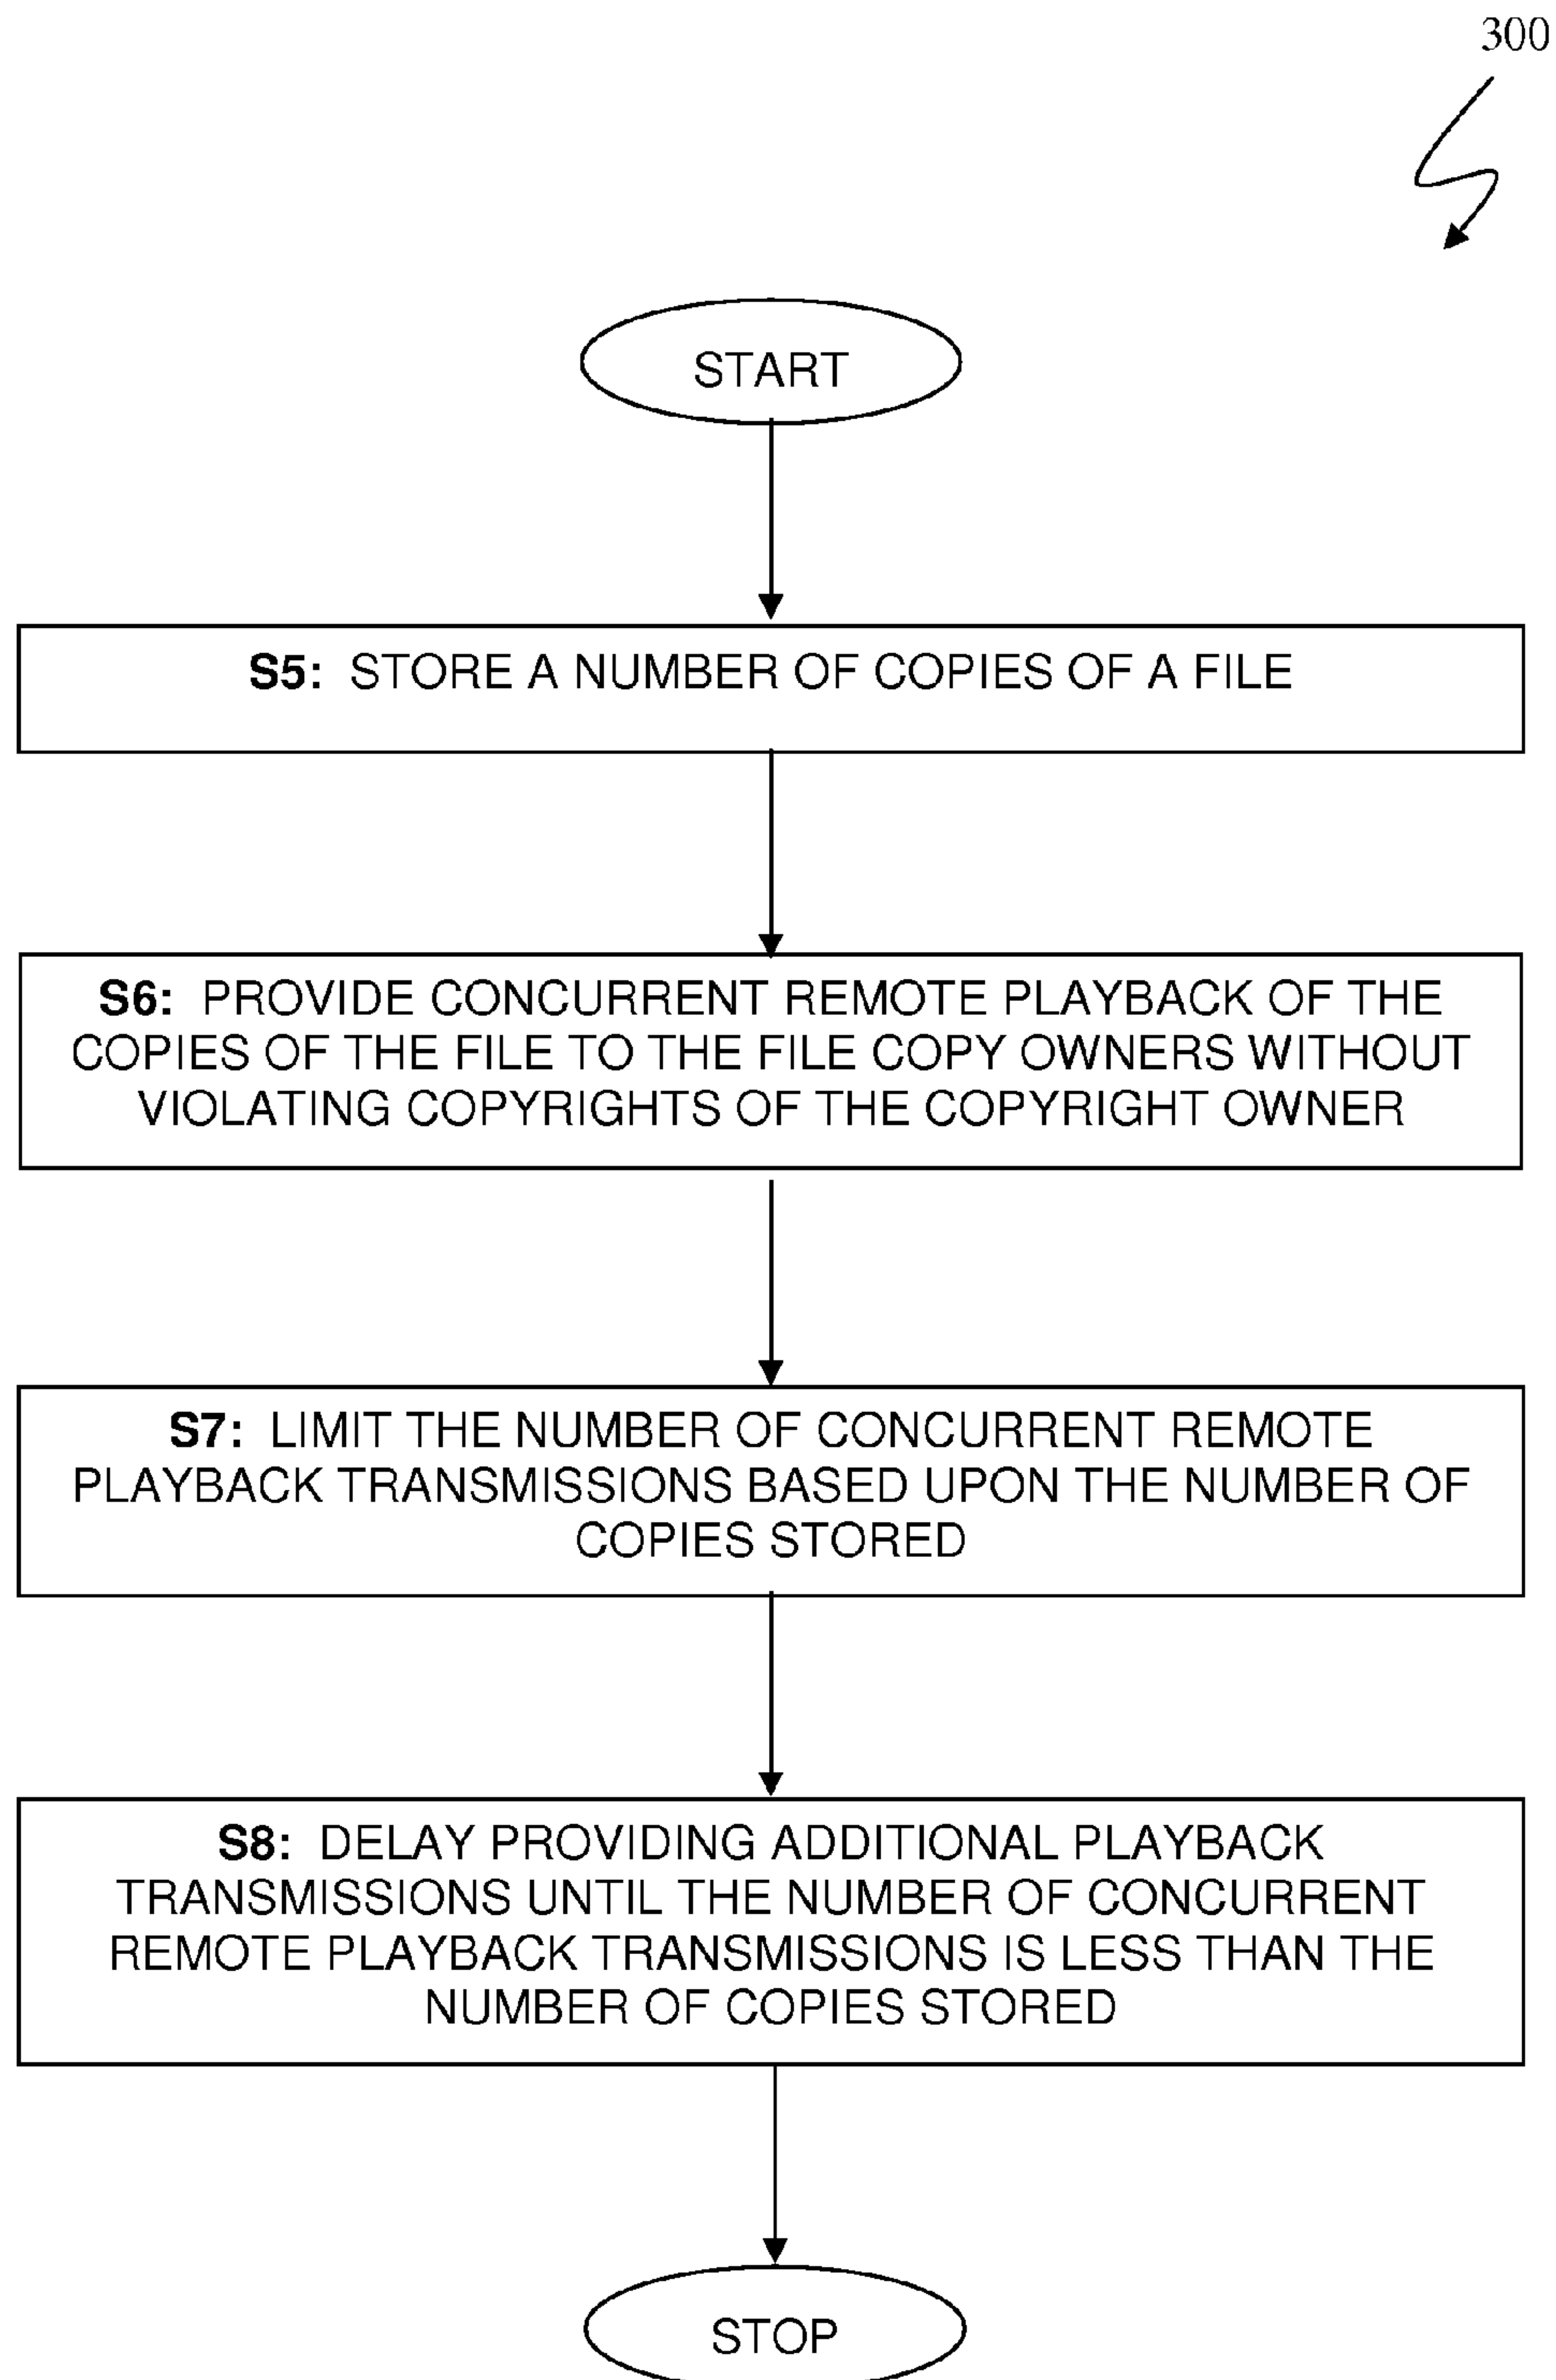 300
START
S5: STORE A NUMBER OF COPIES OF A FILE
S6: PROVIDE CONCURRENT REMOTE PLAYBACK OF THE
COPIES OF THE FILE TO THE FILE COPY OWNERS WITHOUT
VIOLATING COPYRIGHTS OF THE COPYRIGHT OWNER
S7: LIMIT THE NUMBER OF CONCURRENT REMOTE
PLAYBACK TRANSMISSIONS BASED UPON THE NUMBER OF
COPIES STORED
S8: DELAY PROVIDING ADDITIONAL PLAYBACK
TRANSMISSIONS UNTIL THE NUMBER OF CONCURRENT
REMOTE PLAYBACK TRANSMISSIONS IS LESS THAN THE
NUMBER OF COPIES STORED
STOP